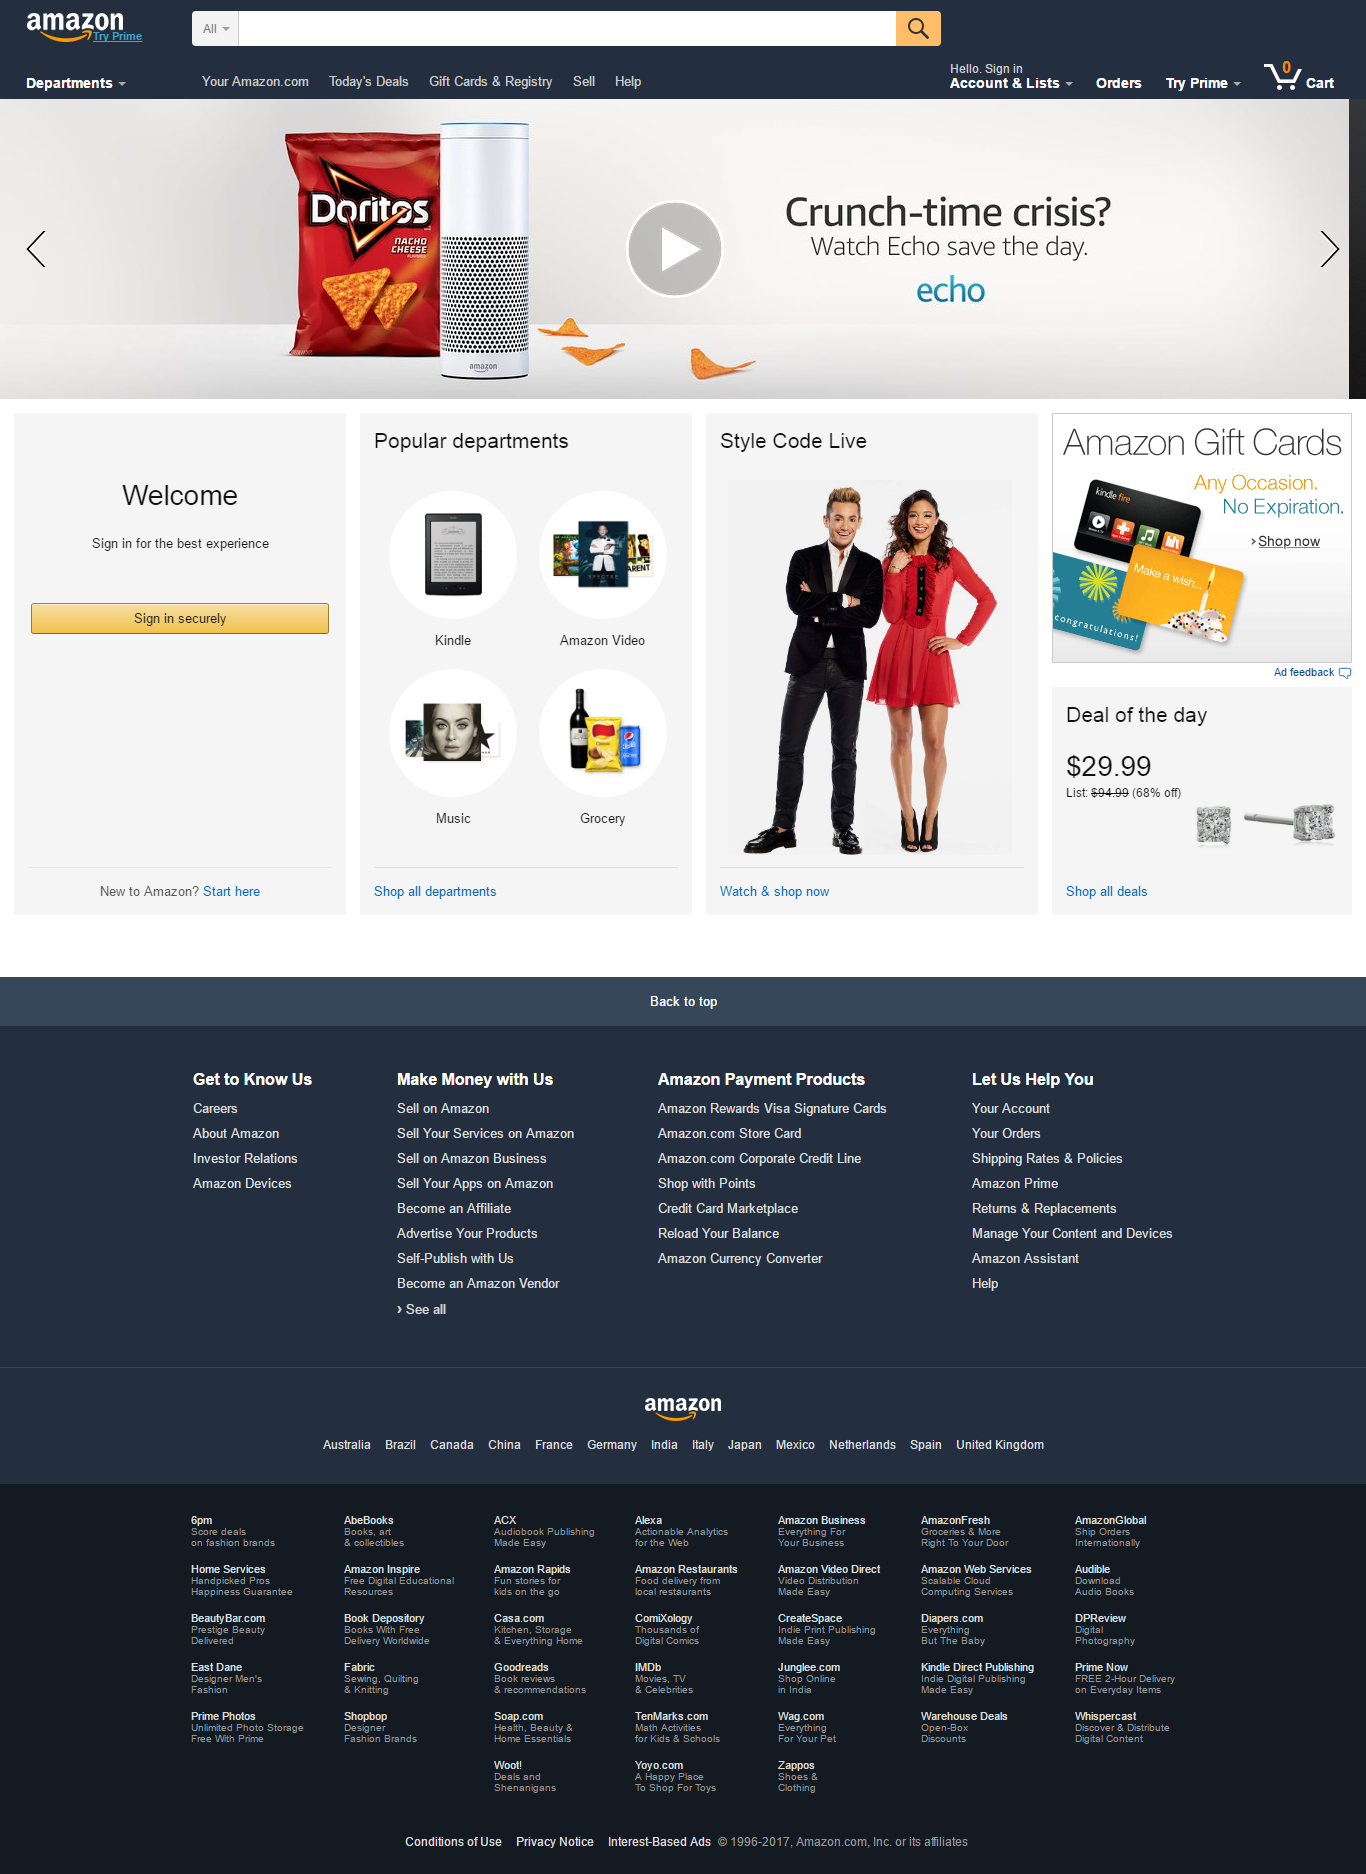 amazon
Try Prime
All
Departments
Your Amazon.com Today's Deals Gift Cards & Registry Sell Help
Hello. Sign in
Account & Lists
Orders
Try Prime
0
Cart
Doritos
NACHO
CHEESE
amazon
Crunch-time crisis?
Watch Echo save the day.
echo
Welcome
Sign in for the best experience
Sign in securely
New to Amazon? Start here
Popular departments
Kindle
Amazon Video
Music
Grocery
Shop all departments
Style Code Live
Watch & shop now
Amazon Gift Cards
Any Occasion.
No Expiration.
› Shop now
kindle fire
Make a wish...
congratulations!
Ad feedback
Deal of the day
$29.99
List: $94.99 (68% off)
Shop all deals
Back to top
Get to Know Us
Careers
About Amazon
Investor Relations
Amazon Devices
Make Money with Us
Sell on Amazon
Sell Your Services on Amazon
Sell on Amazon Business
Sell Your Apps on Amazon
Become an Affiliate
Advertise Your Products
Self-Publish with Us
Become an Amazon Vendor
› See all
Amazon Payment Products
Amazon Rewards Visa Signature Cards
Amazon.com Store Card
Amazon.com Corporate Credit Line
Shop with Points
Credit Card Marketplace
Reload Your Balance
Amazon Currency Converter
Let Us Help You
Your Account
Your Orders
Shipping Rates & Policies
Amazon Prime
Returns & Replacements
Manage Your Content and Devices
Amazon Assistant
Help
amazon
Australia Brazil Canada China France Germany India Italy Japan Mexico Netherlands Spain United Kingdom
6pm
Score deals
on fashion brands
AbeBooks
Books, art
& collectibles
ACX
Audiobook Publishing
Made Easy
Alexa
Actionable Analytics
for the Web
Amazon Business
Everything For
Your Business
AmazonFresh
Groceries & More
Right To Your Door
AmazonGlobal
Ship Orders
Internationally
Home Services
Handpicked Pros
Happiness Guarantee
Amazon Inspire
Free Digital Educational
Resources
Amazon Rapids
Fun stories for
kids on the go
Amazon Restaurants
Food delivery from
local restaurants
Amazon Video Direct
Video Distribution
Made Easy
Amazon Web Services
Scalable Cloud
Computing Services
Audible
Download
Audio Books
BeautyBar.com
Prestige Beauty
Delivered
Book Depository
Books With Free
Delivery Worldwide
Casa.com
Kitchen, Storage
& Everything Home
ComiXology
Thousands of
Digital Comics
CreateSpace
Indie Print Publishing
Made Easy
Diapers.com
Everything
But The Baby
DPReview
Digital
Photography
East Dane
Designer Men's
Fashion
Fabric
Sewing, Quilting
& Knitting
Goodreads
Book reviews
& recommendations
IMDb
Movies, TV
& Celebrities
Junglee.com
Shop Online
in India
Kindle Direct Publishing
Indie Digital Publishing
Made Easy
Prime Now
FREE 2-Hour Delivery
on Everyday Items
Prime Photos
Unlimited Photo Storage
Free With Prime
Shopbop
Designer
Fashion Brands
Soap.com
Health, Beauty &
Home Essentials
TenMarks.com
Math Activities
for Kids & Schools
Wag.com
Everything
For Your Pet
Warehouse Deals
Open-Box
Discounts
Whispercast
Discover & Distribute
Digital Content
Woot!
Deals and
Shenanigans
Yoyo.com
A Happy Place
To Shop For Toys
Zappos
Shoes &
Clothing
Conditions of Use Privacy Notice Interest-Based Ads © 1996-2017, Amazon.com, Inc. or its affiliates